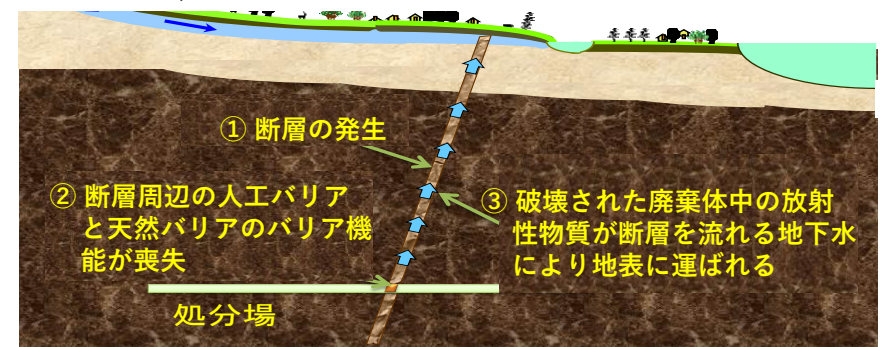 ① 断層の発生
② 断層周辺の人工バリア
と天然バリアのバリア機
能が喪失
③ 破壊された廃棄体中の放射
性物質が断層を流れる地下水
により地表に運ばれる
処分場